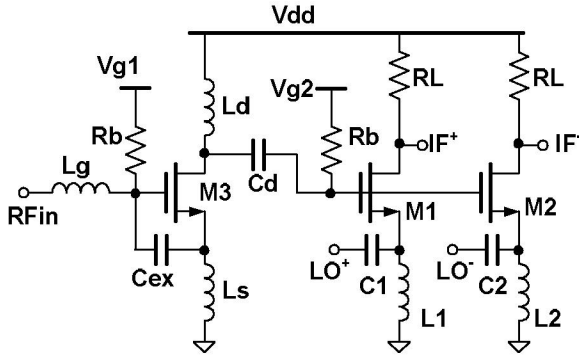 Vdd
Vg1
Ld
Vg2
RL
RL
Rb
Rb
IF+
IF-
Lg
Cd
M3
M1
M2
RFin
Cex
LO+
C1
LO-
C2
Ls
L1
L2